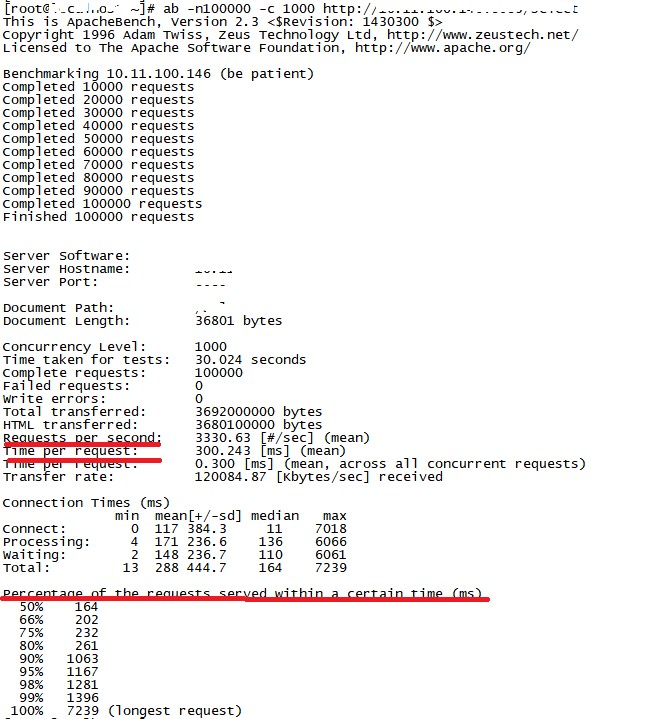 [root@ ~]# ab -n100000 -c 1000 http://
This is ApacheBench, Version 2.3 <$Revision: 1430300 $>
Copyright 1996 Adam Twiss, Zeus Technology Ltd, http://www.zeustech.net/
Licensed to The Apache Software Foundation, http://www.apache.org/
Benchmarking 10.11.100.146 (be patient)
Completed 10000 requests
Completed 20000 requests
Completed 30000 requests
Completed 40000 requests
Completed 50000 requests
Completed 60000 requests
Completed 70000 requests
Completed 80000 requests
Completed 90000 requests
Completed 100000 requests
Finished 100000 requests
Server Software:
Server Hostname:
Server Port:
Document Path:
Document Length: 36801 bytes
Concurrency Level: 1000
Time taken for tests: 30.024 seconds
Complete requests: 100000
Failed requests: 0
Write errors: 0
Total transferred: 3692000000 bytes
HTML transferred: 3680100000 bytes
Requests per second: 3330.63 [#/sec] (mean)
Time per request: 300.243 [ms] (mean)
Time per request: 0.300 [ms] (mean, across all concurrent requests)
Transfer rate: 120084.87 [Kbytes/sec] received
Connection Times (ms)
min mean[+/-sd] median max
Connect: 0 117 384.3 11 7018
Processing: 4 171 236.6 136 6066
Waiting: 2 148 236.7 110 6061
Total: 13 288 444.7 164 7239
Percentage of the requests served within a certain time (ms)
50% 164
66% 202
75% 232
80% 261
90% 1063
95% 1167
98% 1281
99% 1396
100% 7239 (longest request)